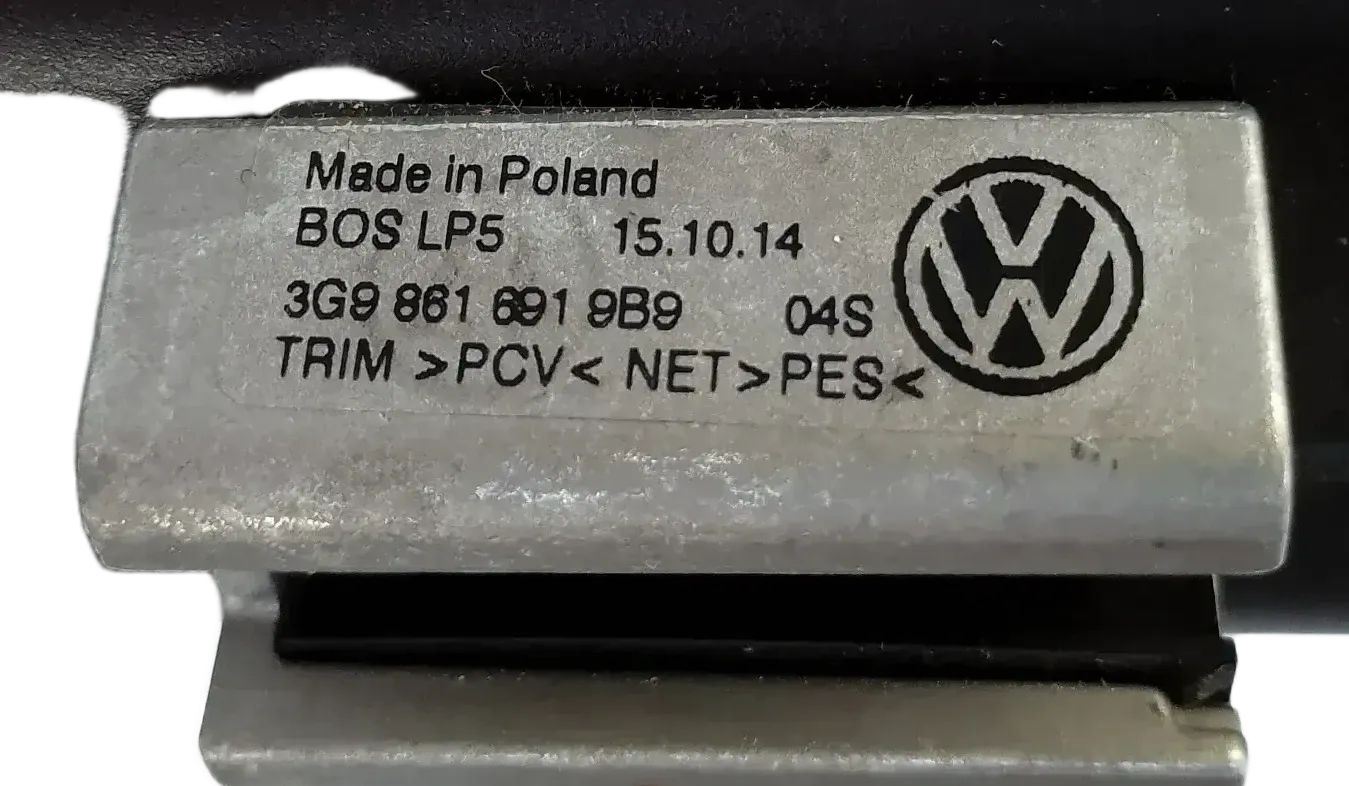 Made in Poland
BOS LP5 15.10.14
3G9 861 691 9B9 04S
TRIM >PCV< NET >PES<